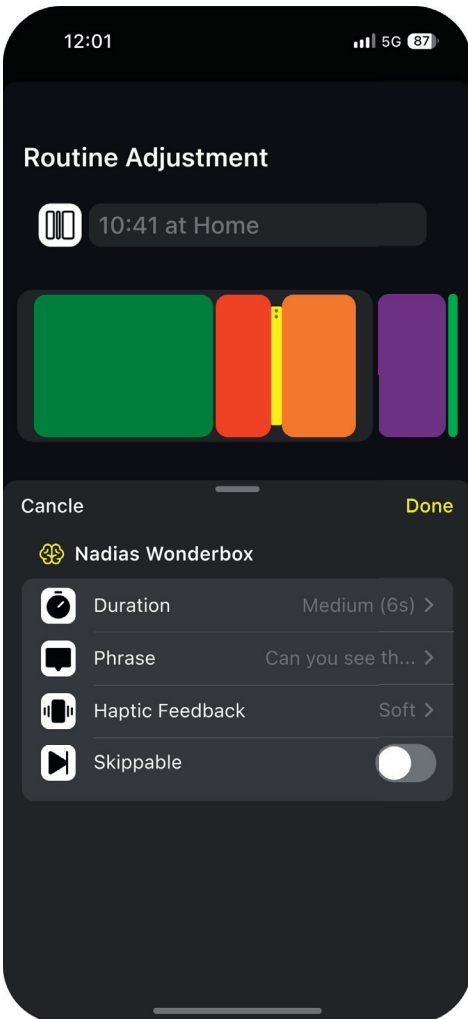 12:01
5G 87
Routine Adjustment
10:41 at Home
Cancle
Done
Nadias Wonderbox
Duration
Medium (6s)
Phrase
Can you see th...
Haptic Feedback
Soft
Skippable